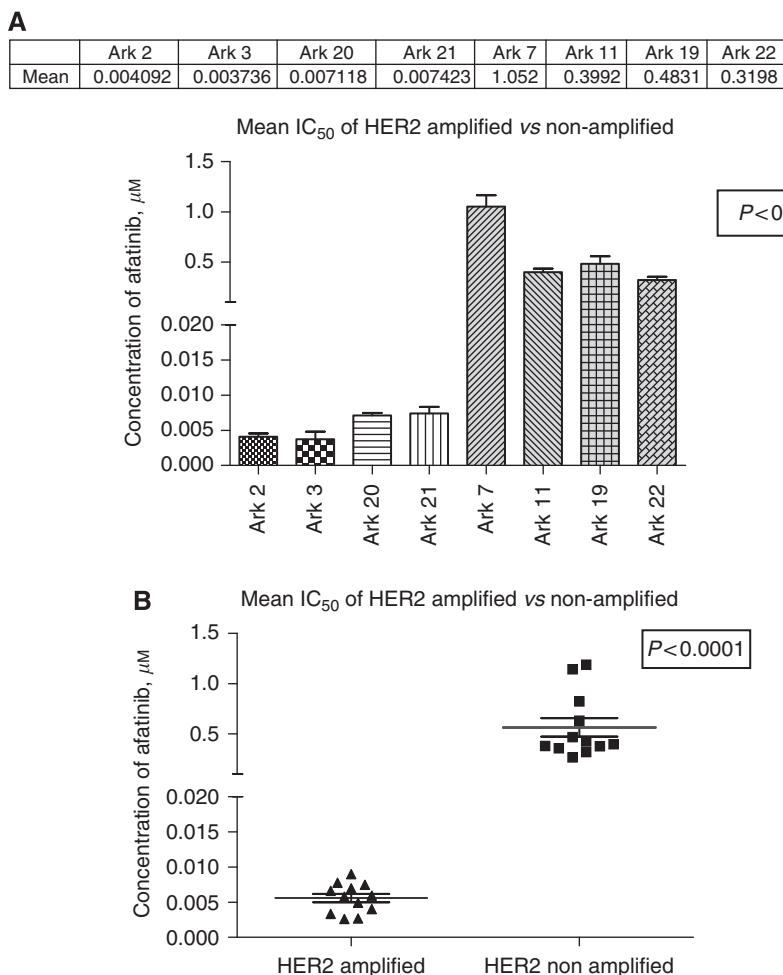 A
Ark 2 Ark 3 Ark 20 Ark 21 Ark 7 Ark 11 Ark 19 Ark 22
Mean 0.004092 0.003736 0.007118 0.007423 1.052 0.3992 0.4831 0.3198
Mean IC50 of HER2 amplified vs non-amplified
Concentration of afatinib, μM
1.5
1.0
0.5
0.020
0.015
0.010
0.005
0.000
P<0
Ark 2
Ark 3
Ark 20
Ark 21
Ark 7
Ark 11
Ark 19
Ark 22
B
Mean IC50 of HER2 amplified vs non-amplified
Concentration of afatinib, μM
1.5
1.0
0.5
0.020
0.015
0.010
0.005
0.000
P<0.0001
HER2 amplified
HER2 non amplified